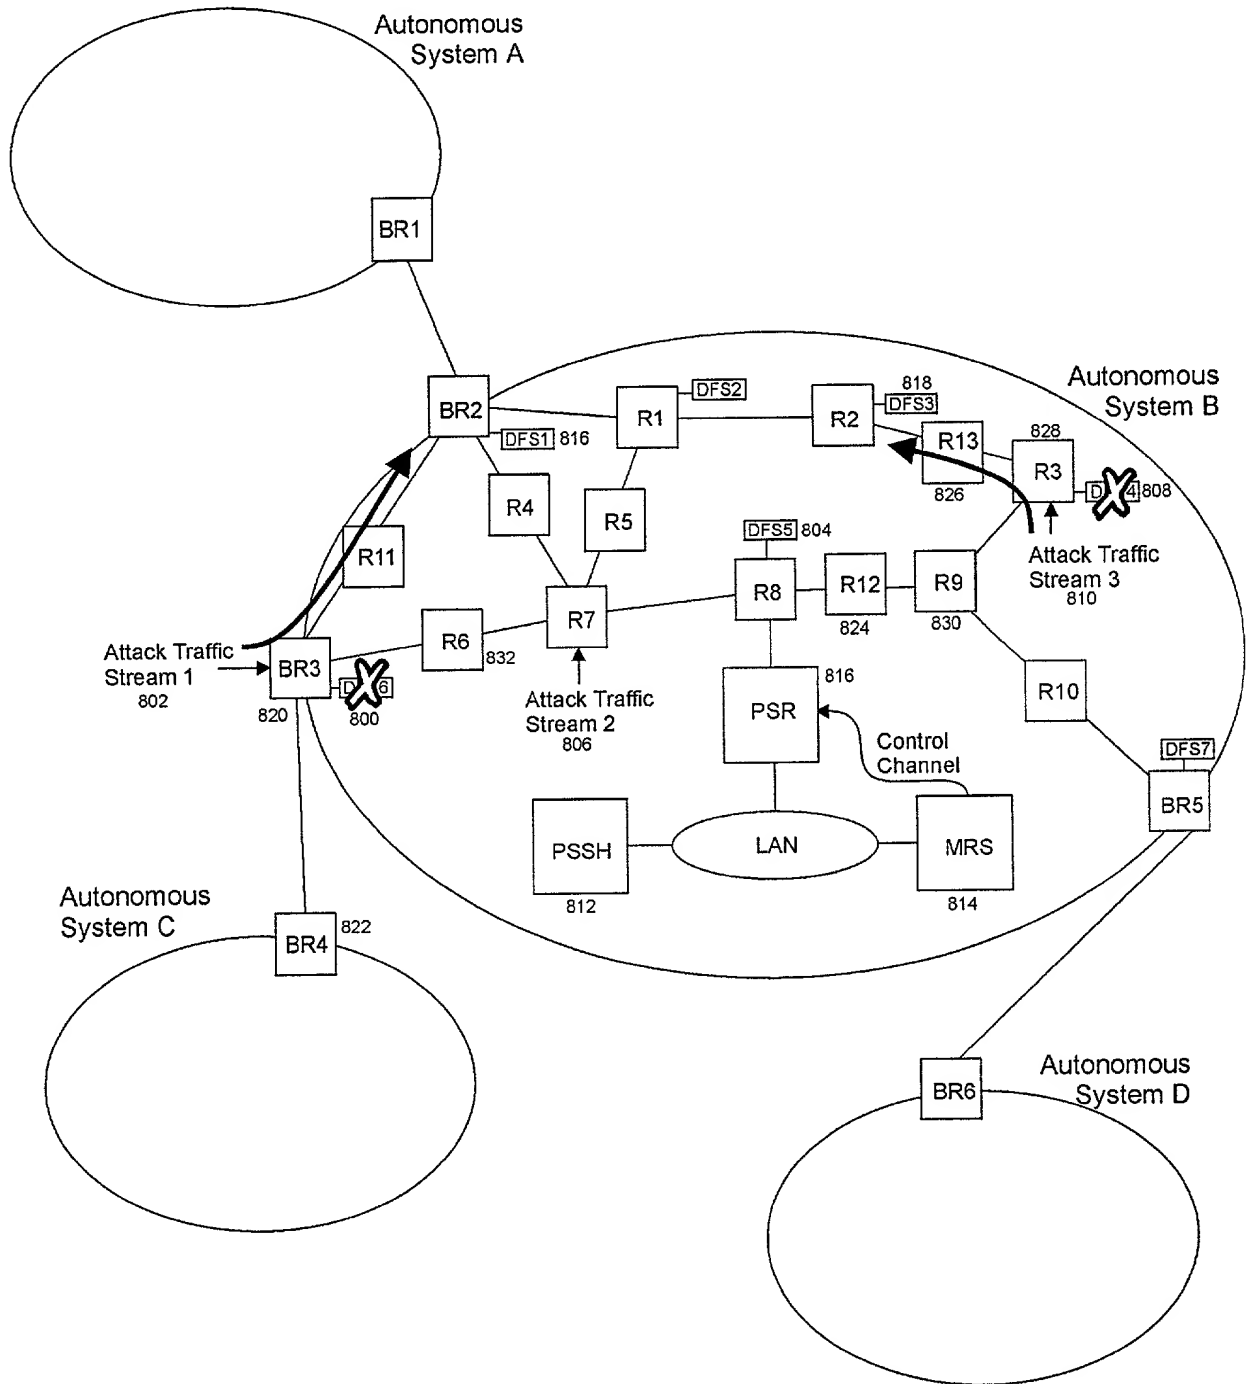 Autonomous
System A
BR1
BR2
DFS1 816
R1
DFS2
R2
818
DFS3
Autonomous
System B
R13
826
828
R3
D 4 808
R4
R5
R11
DFS5 804
R8
R12
824
R9
830
Attack Traffic
Stream 3
810
Attack Traffic
Stream 1
802
BR3
820
D 6
800
R6
832
R7
Attack Traffic
Stream 2
806
816
PSR
Control
Channel
R10
DFS7
BR5
PSSH
812
LAN
MRS
814
Autonomous
System C
BR4
822
BR6
Autonomous
System D